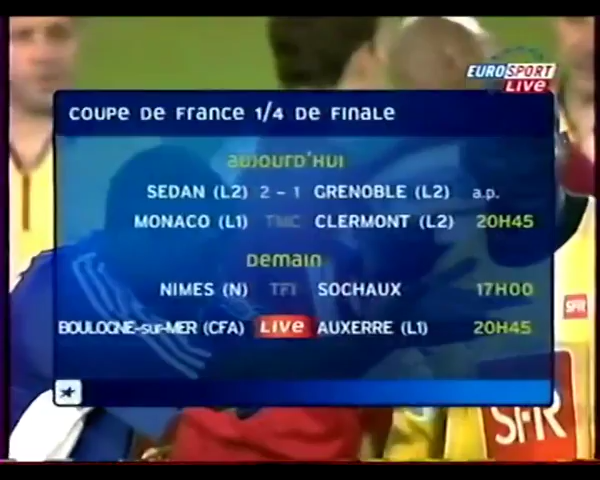 EUROSPORT
LIVE
COUPE DE FRANCE 1/4 DE FINALE
AUJOURD'HUI
SEDAN (L2) 2 - 1 GRENOBLE (L2) a.p.
MONACO (L1) TMC CLERMONT (L2) 20H45
DEMAIN
NIMES (N) TF1 SOCHAUX 17H00
BOULOGNE-sur-MER (CFA) LIVE AUXERRE (L1) 20H45
SFR
SFR